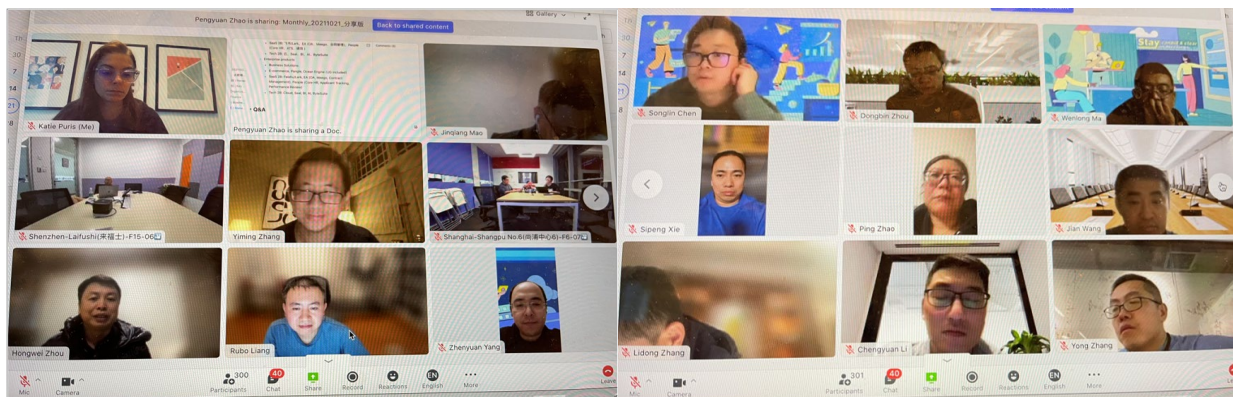 Pengyuan Zhao is sharing: Monthly_20211021_分享版
Back to shared content
Gallery
Katie Puris (Me)
• Q&A
Pengyuan Zhao is sharing a Doc.
Jinqiang Mao
Shenzhen-Laifushi(来福士)-F15-06
Yiming Zhang
Shanghai-Shangpu No.6(尚浦中心6)-F6-07
Hongwei Zhou
Rubo Liang
Zhenyuan Yang
Mic
Camera
300
Participants
40
Chat
Share
Record
Reactions
EN
English
More
Leave
Songlin Chen
Dongbin Zhou
Stay
Wenlong Ma
Sipeng Xie
Ping Zhao
Jian Wang
Lidong Zhang
Chengyuan Li
Yong Zhang
Mic
Camera
301
Participants
40
Chat
Share
Record
Reactions
EN
English
More